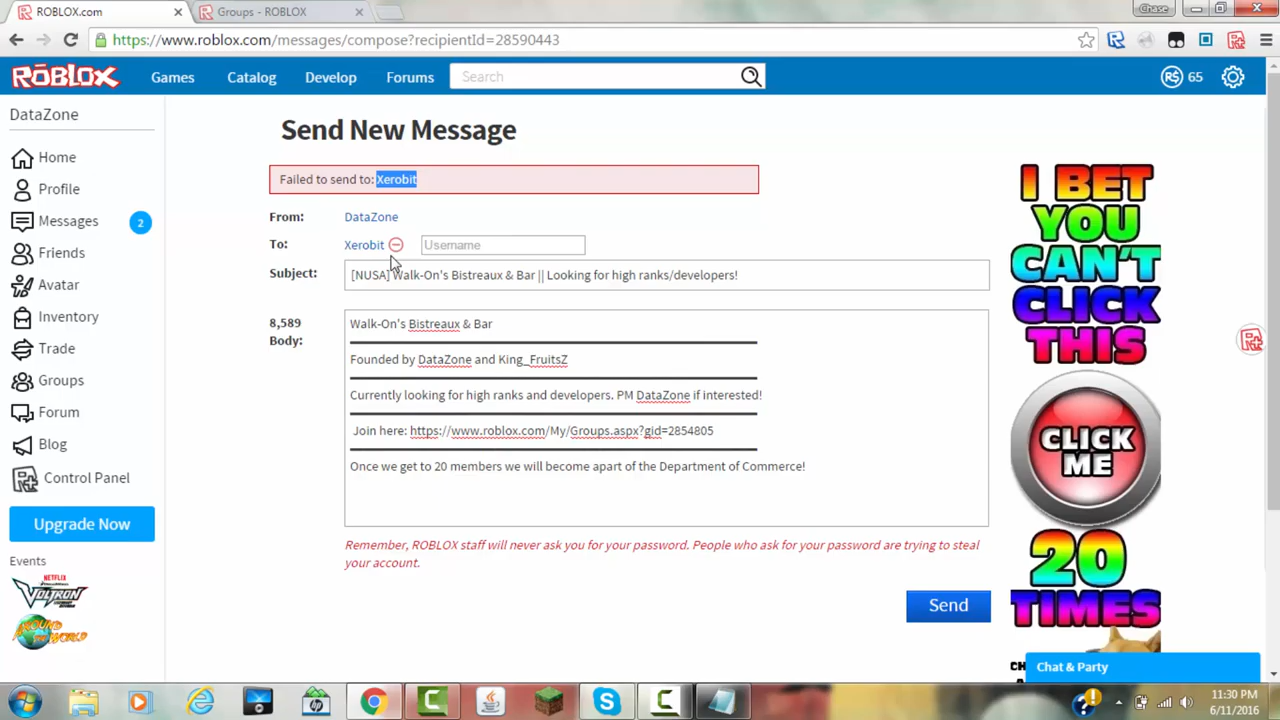 ROBLOX.com
Groups - ROBLOX
Chase
https://www.roblox.com/messages/compose?recipientId=28590443
ROBLOX
Games
Catalog
Develop
Forums
Search
R$ 65
DataZone
Home
Profile
Messages
2
Friends
Avatar
Inventory
Trade
Groups
Forum
Blog
Control Panel
Upgrade Now
Events
NETFLIX
VOLTRON
AROUND THE WORLD
Send New Message
Failed to send to: Xerobit
From: DataZone
To: Xerobit Username
Subject: [NUSA] Walk-On's Bistreaux & Bar || Looking for high ranks/developers!
8,589
Body:
Walk-On's Bistreaux & Bar
Founded by DataZone and King_FruitsZ
Currently looking for high ranks and developers. PM DataZone if interested!
Join here: https://www.roblox.com/My/Groups.aspx?gid=2854805
Once we get to 20 members we will become apart of the Department of Commerce!
Remember, ROBLOX staff will never ask you for your password. People who ask for your password are trying to steal
your account.
Send
I BET
YOU
CAN'T
CLICK
THIS
CLICK
ME
20
TIMES
Chat & Party
11:30 PM
6/11/2016